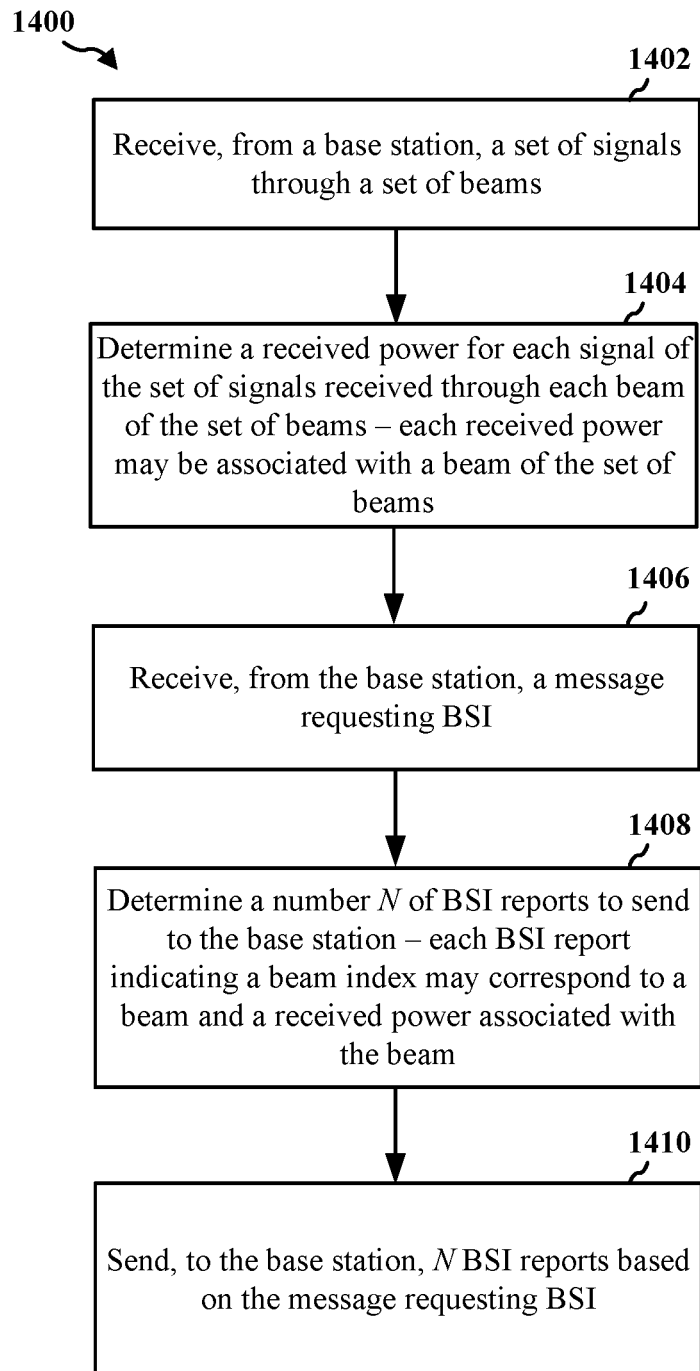 1400
1402
Receive, from a base station, a set of signals
through a set of beams
1404
Determine a received power for each signal of
the set of signals received through each beam
of the set of beams – each received power
may be associated with a beam of the set of
beams
1406
Receive, from the base station, a message
requesting BSI
1408
Determine a number N of BSI reports to send
to the base station – each BSI report
indicating a beam index may correspond to a
beam and a received power associated with
the beam
1410
Send, to the base station, N BSI reports based
on the message requesting BSI